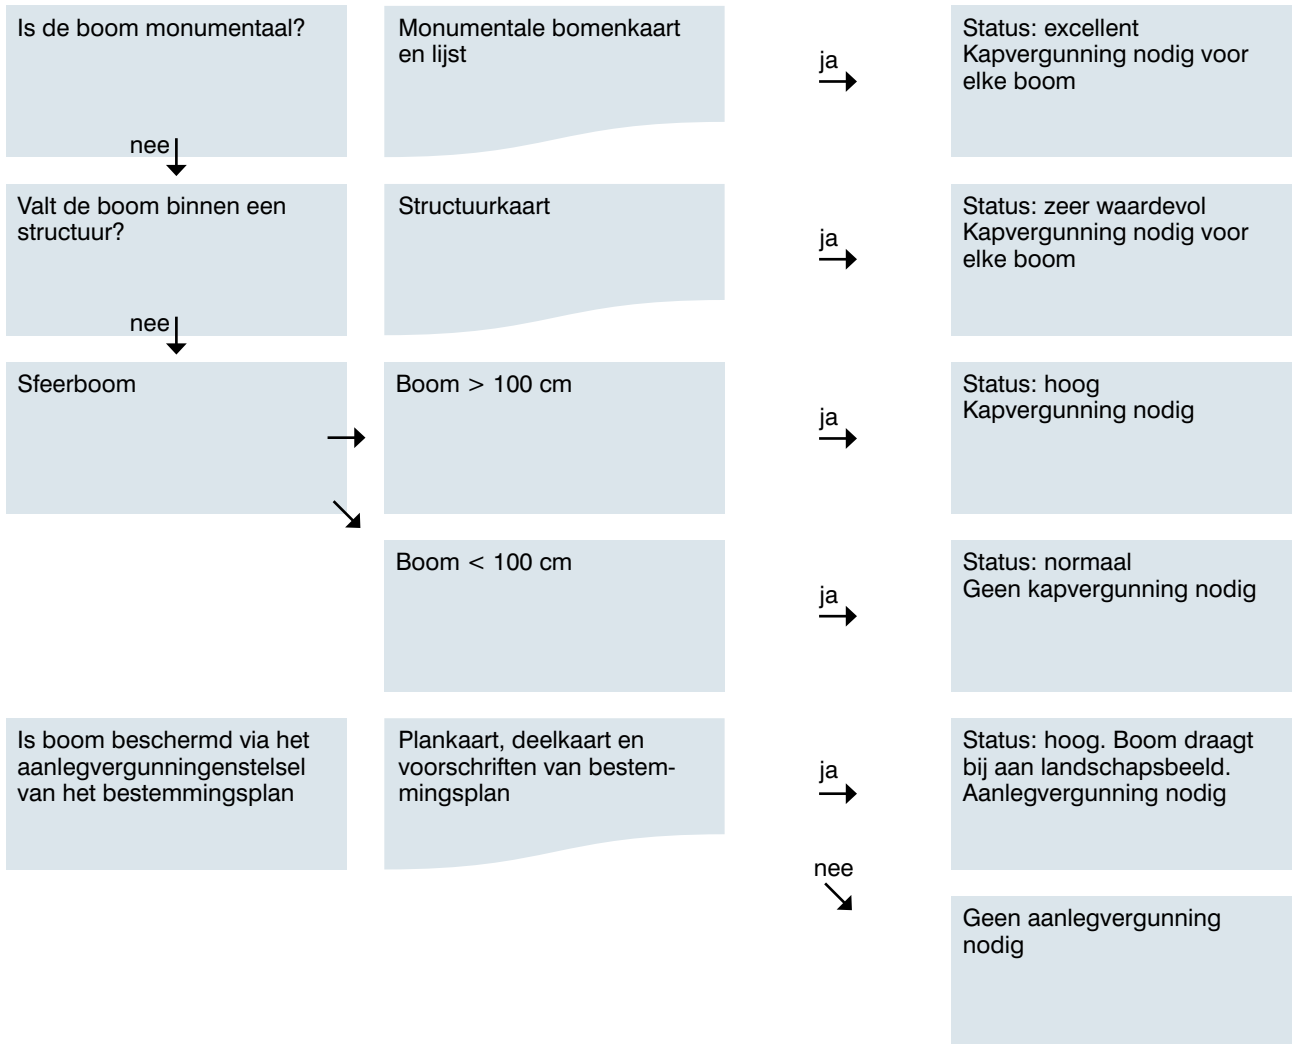 Is de boom monumentaal?
Monumentale bomenkaart
en lijst
ja
Status: excellent
Kapvergunning nodig voor
elke boom
nee
Valt de boom binnen een
structuur?
Structuurkaart
ja
Status: zeer waardevol
Kapvergunning nodig voor
elke boom
nee
Sfeerboom
Boom > 100 cm
ja
Status: hoog
Kapvergunning nodig
Boom < 100 cm
ja
Status: normaal
Geen kapvergunning nodig
Is boom beschermd via het
aanlegvergunningenstelsel
van het bestemmingsplan
Plankaart, deelkaart en
voorschriften van bestem-
mingsplan
ja
Status: hoog. Boom draagt
bij aan landschapsbeeld.
Aanlegvergunning nodig
nee
Geen aanlegvergunning
nodig